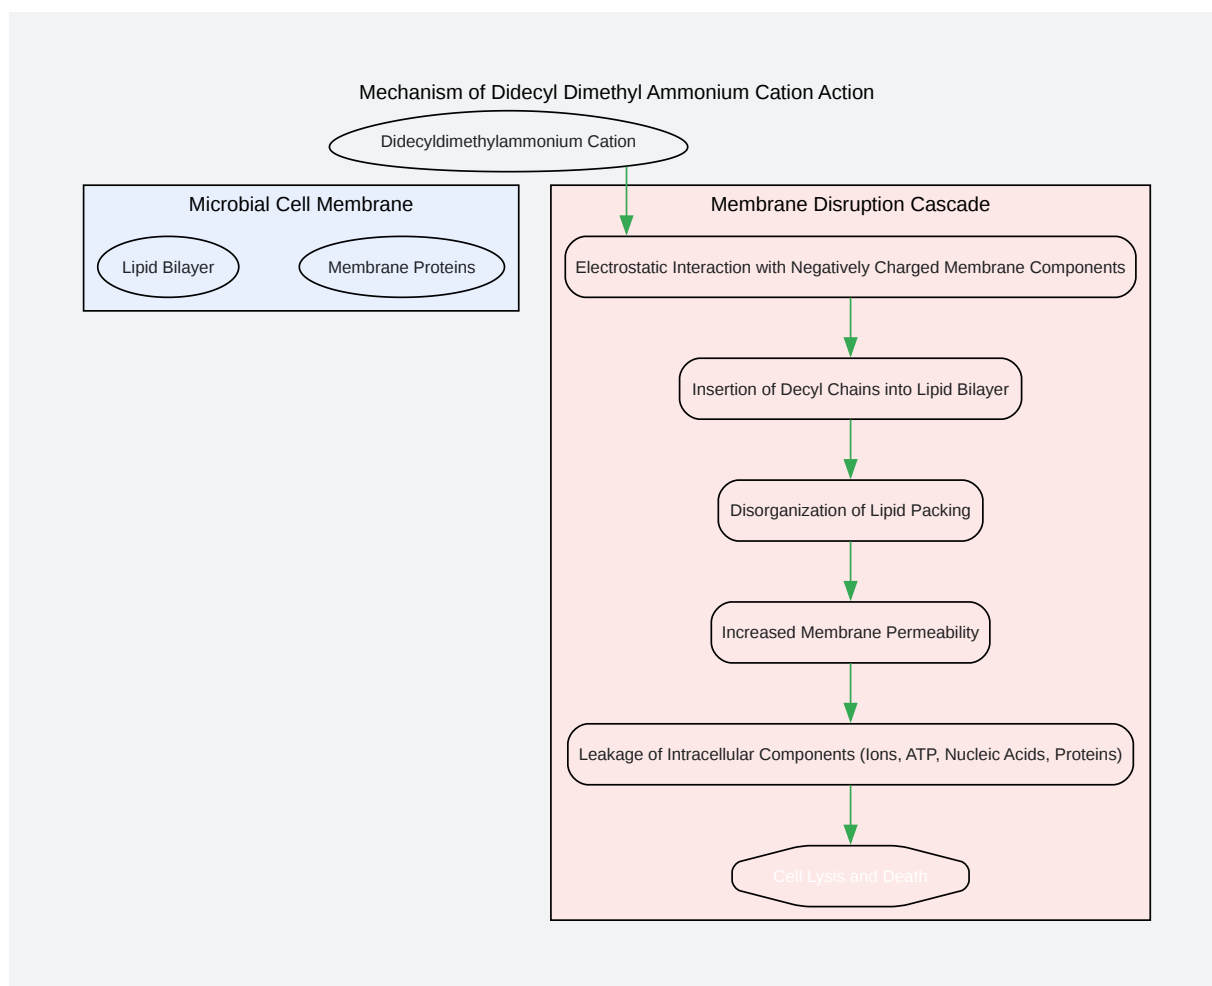 Mechanism of Didecyl Dimethyl Ammonium Cation Action
Didecyldimethylammonium Cation
Microbial Cell Membrane
Lipid Bilayer
Membrane Proteins
Membrane Disruption Cascade
Electrostatic Interaction with Negatively Charged Membrane Components
Insertion of Decyl Chains into Lipid Bilayer
Disorganization of Lipid Packing
Increased Membrane Permeability
Leakage of Intracellular Components (Ions, ATP, Nucleic Acids, Proteins)
Cell Lysis and Death